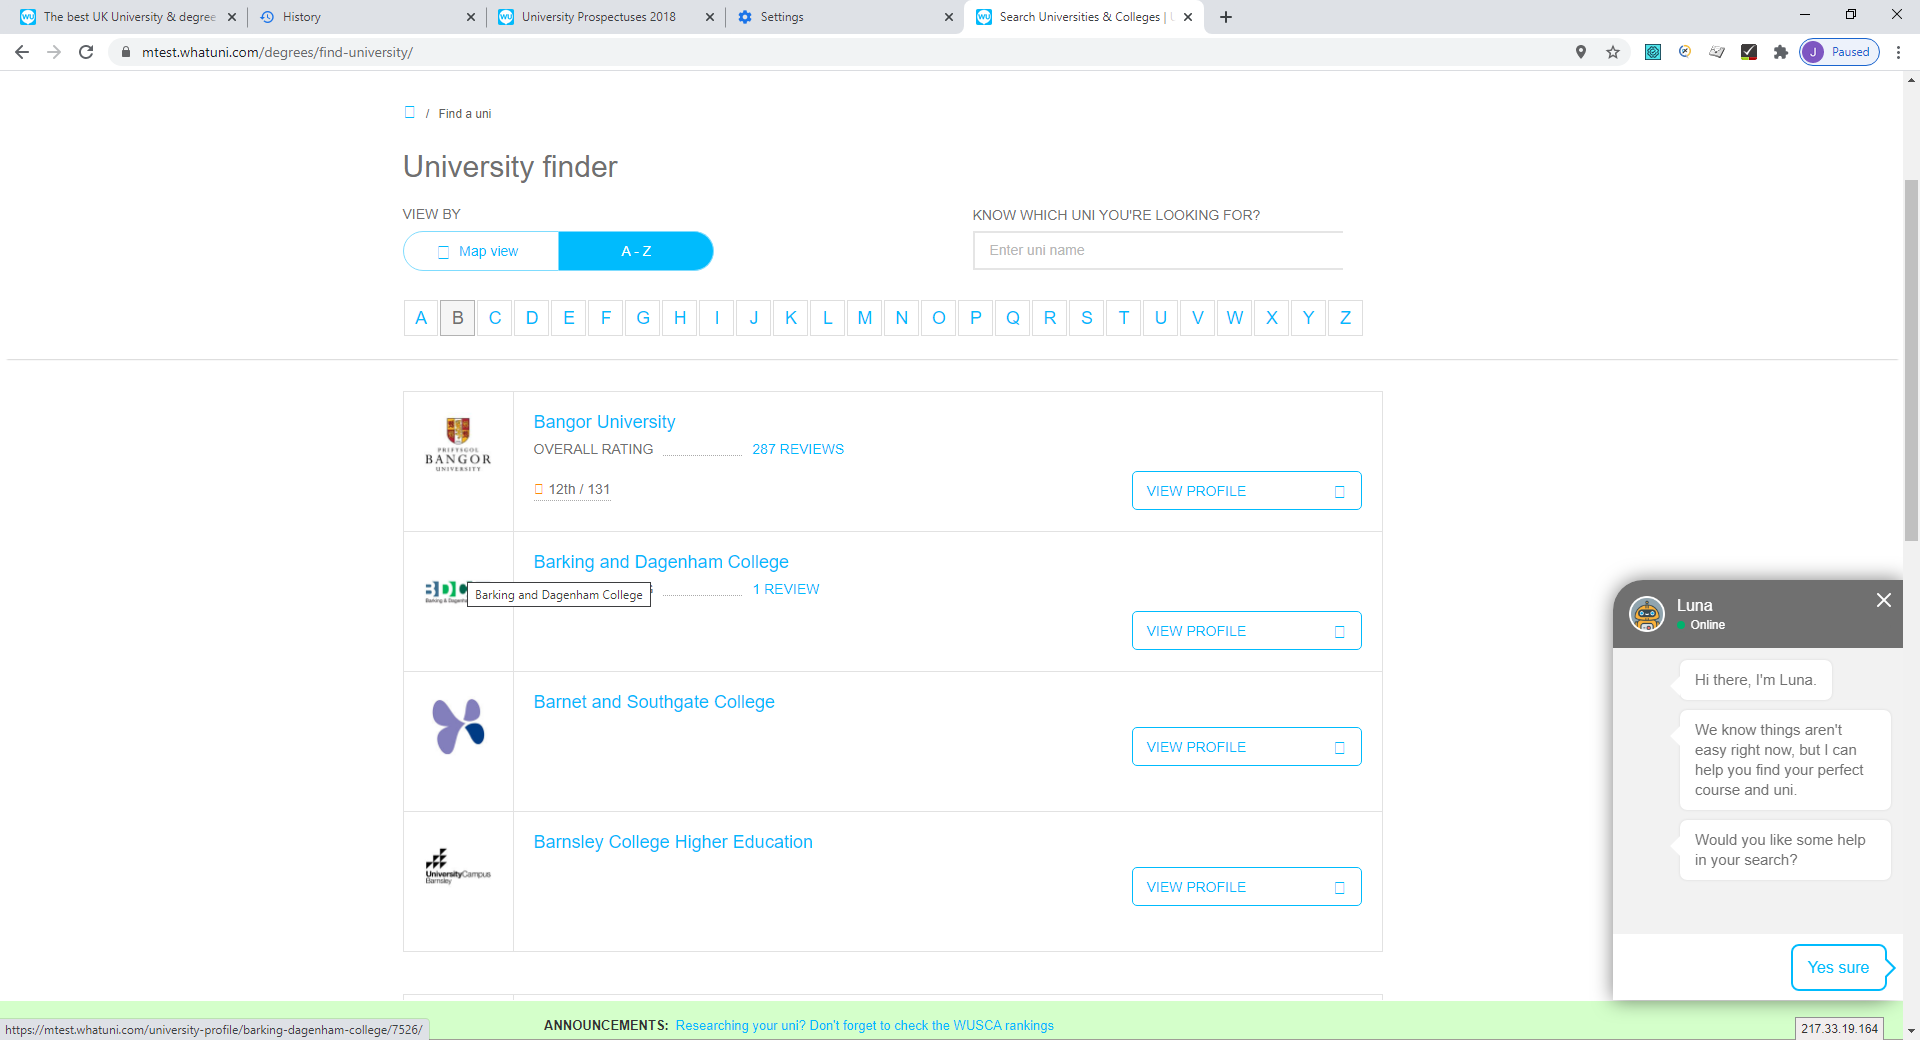 The best UK University & degree
History
University Prospectuses 2018
Settings
Search Universities & Colleges |
mtest.whatuni.com/degrees/find-university/
J Paused
/ Find a uni
University finder
VIEW BY
Map view
A - Z
KNOW WHICH UNI YOU'RE LOOKING FOR?
Enter uni name
A B C D E F G H I J K L M N O P Q R S T U V W X Y Z
PRIFYSGOL
BANGOR
UNIVERSITY
Bangor University
OVERALL RATING 287 REVIEWS
12th / 131
VIEW PROFILE
Barking and Dagenham College
1 REVIEW
Barking and Dagenham College
VIEW PROFILE
Barnet and Southgate College
VIEW PROFILE
UniversityCampus
Barnsley
Barnsley College Higher Education
VIEW PROFILE
Luna
Online
Hi there, I'm Luna.
We know things aren't
easy right now, but I can
help you find your perfect
course and uni.
Would you like some help
in your search?
Yes sure
ANNOUNCEMENTS: Researching your uni? Don't forget to check the WUSCA rankings
https://mtest.whatuni.com/university-profile/barking-dagenham-college/7526/
217.33.19.164